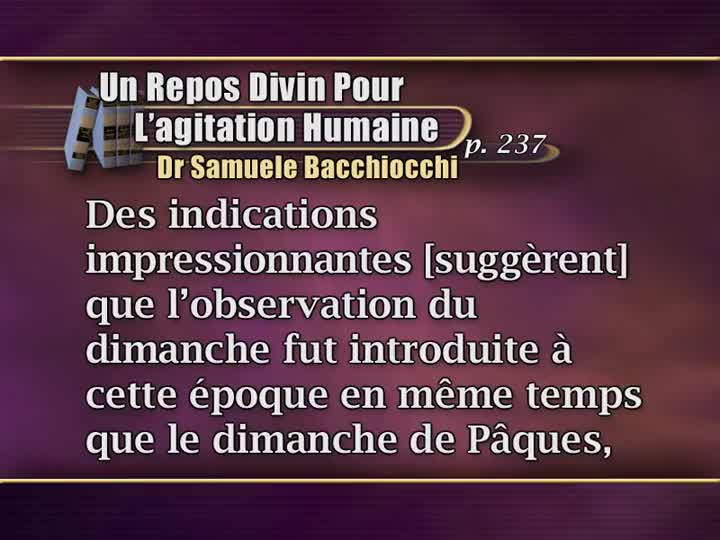 Un Repos Divin Pour
L'agitation Humaine
p. 237
Dr Samuele Bacchiocchi
Des indications
impressionnantes [suggèrent]
que l'observation du
dimanche fut introduite à
cette époque en même temps
que le dimanche de Pâques,